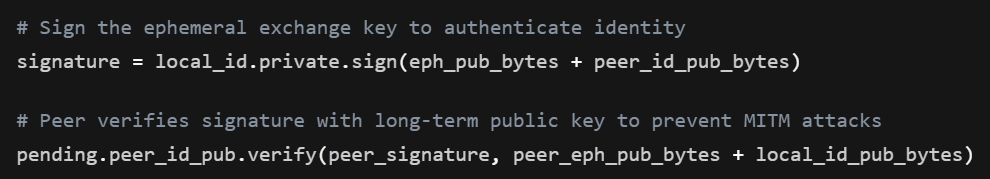 # Sign the ephemeral exchange key to authenticate identity
signature = local_id.private.sign(eph_pub_bytes + peer_id_pub_bytes)
# Peer verifies signature with long-term public key to prevent MITM attacks
pending.peer_id_pub.verify(peer_signature, peer_eph_pub_bytes + local_id_pub_bytes)